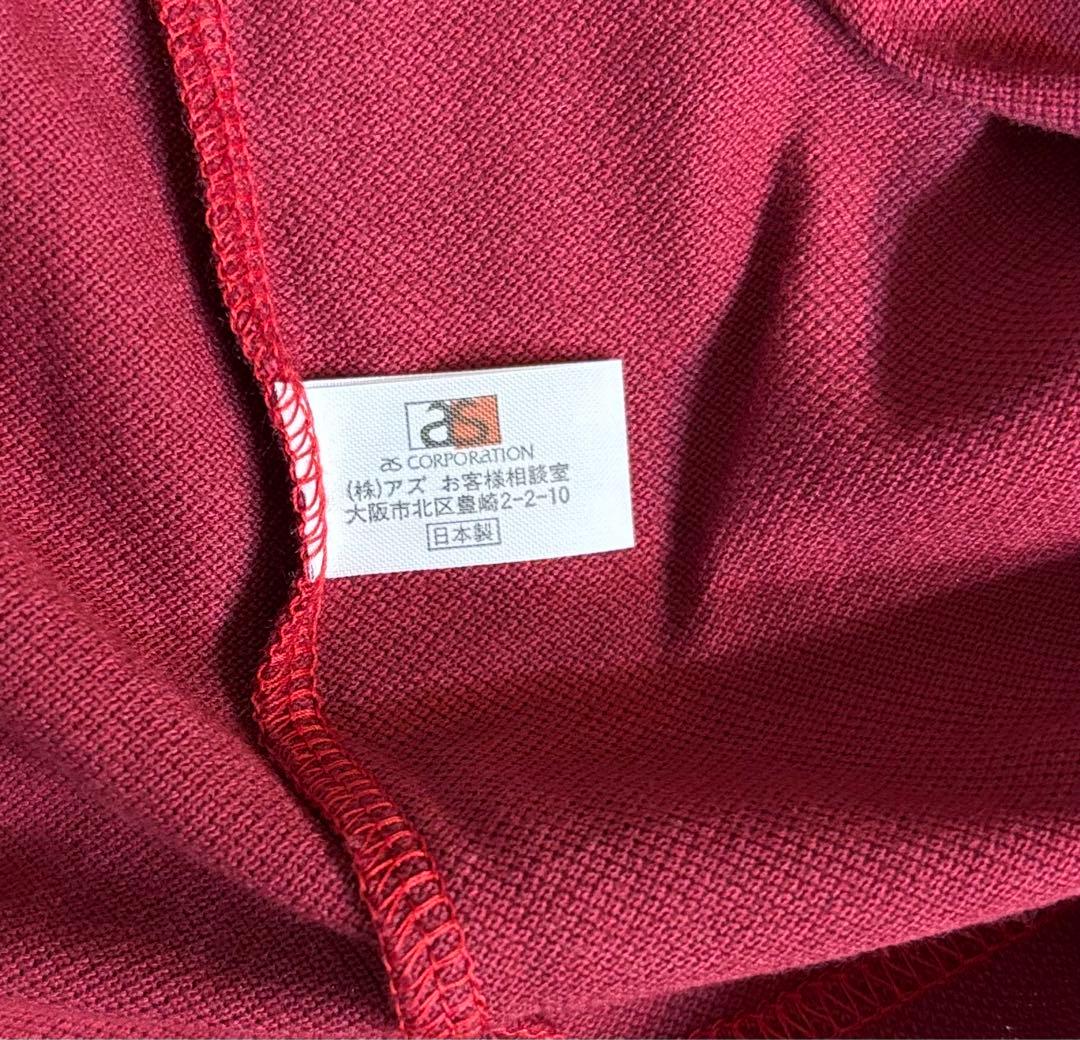 as
as CORPORATION
(株)アズ お客様相談室
大阪市北区豊崎2-2-10
日本製